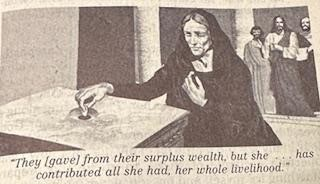 "They [gave] from their surplus wealth, but she . . . has
contributed all she had, her whole livelihood."